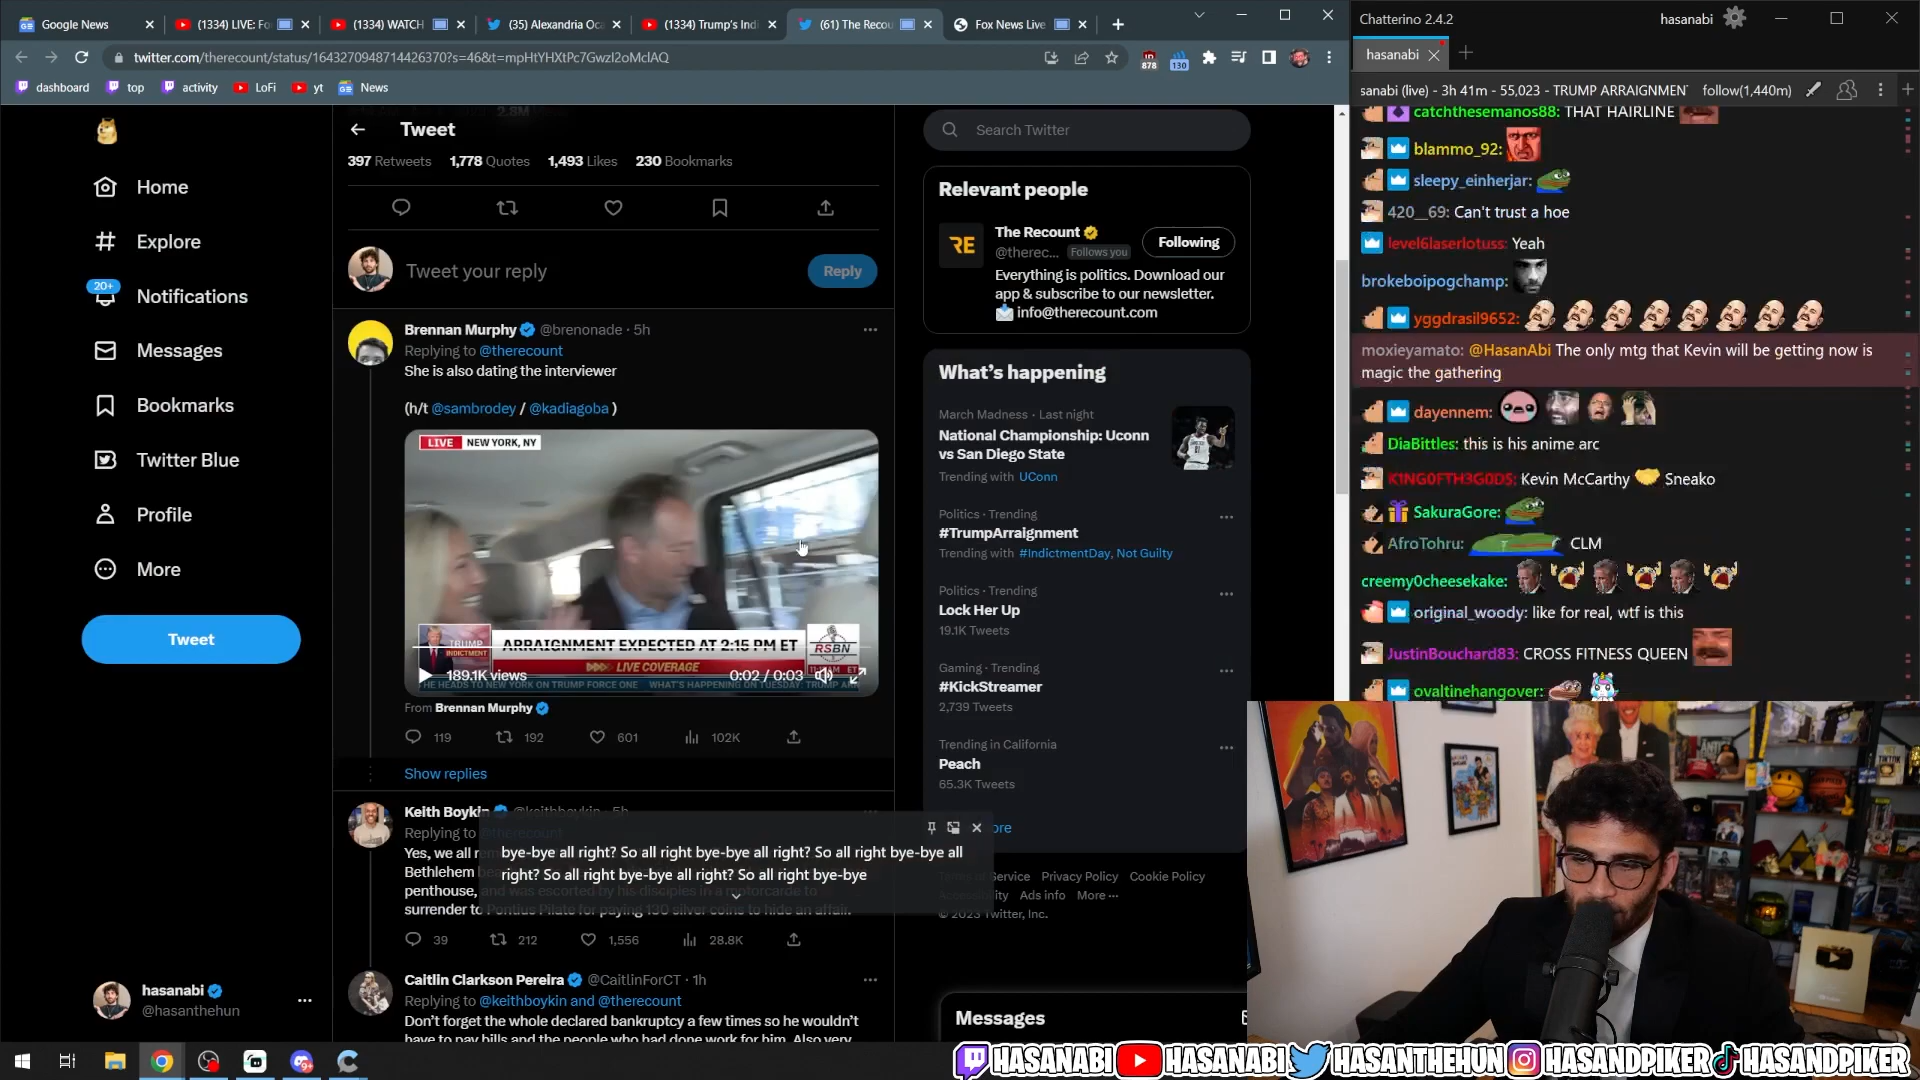 Google News
(1334) LIVE: Fo
(1334) WATCH
(35) Alexandria Oca
(1334) Trump's Indi
(61) The Recou
Fox News Live
twitter.com/therecount/status/1643270948714426370?s=46&t=mpHtYHXtPc7GwzI2oMclAQ
878
130
dashboard
top
activity
LoFi
yt
News
Home
Explore
20+
Notifications
Messages
Bookmarks
Twitter Blue
Profile
More
Tweet
hasanabi
@hasanthehun
2.8M
Tweet
397 Retweets 1,778 Quotes 1,493 Likes 230 Bookmarks
Tweet your reply
Reply
Brennan Murphy @brenonade · 5h
Replying to @therecount
She is also dating the interviewer
(h/t @sambrodey / @kadiagoba )
LIVE NEW YORK, NY
TRUMP
INDICTMENT
ARRAIGNMENT EXPECTED AT 2:15 PM ET
LIVE COVERAGE
RSBN
189.1K views
0:02 / 0:03
HE HEADS TO NEW YORK ON TRUMP FORCE ONE WHAT'S HAPPENING ON TUESDAY:
From Brennan Murphy
119 192 601 102K
Show replies
Keith Boykin @keithboykin · 5h
Replying to @therecount
Yes, we all
Bethlehem
penthouse, and was escorted by his disciples in a motorcade to
surrender to Pontius Pilate for paying 130 silver coins to hide an affair.
bye-bye all right? So all right bye-bye all right? So all right bye-bye all
right? So all right bye-bye all right? So all right bye-bye
39 212 1,556 28.8K
Caitlin Clarkson Pereira @CaitlinForCT · 1h
Replying to @keithboykin and @therecount
Don't forget the whole declared bankruptcy a few times so he wouldn't
have to pay bills and the people who had done work for him. Also very
Search Twitter
Relevant people
RE
The Recount
@therec... Follows you
Following
Everything is politics. Download our
app & subscribe to our newsletter.
info@therecount.com
What's happening
March Madness · Last night
National Championship: Uconn
vs San Diego State
Trending with UConn
Politics · Trending
#TrumpArraignment
Trending with #IndictmentDay, Not Guilty
Politics · Trending
Lock Her Up
19.1K Tweets
Gaming · Trending
#KickStreamer
2,739 Tweets
Trending in California
Peach
65.3K Tweets
ore
Terms of Service Privacy Policy Cookie Policy
Accessibility Ads info More
© 2023 Twitter, Inc.
Messages
Chatterino 2.4.2
hasanabi
hasanabi
sanabi (live) - 3h 41m - 55,023 - TRUMP ARRAIGNMEN
follow(1,440m)
catchthesemanos88: THAT HAIRLINE
blammo_92:
sleepy_einherjar:
420__69: Can't trust a hoe
level6laserlotuss: Yeah
brokeboipogchamp:
yggdrasil9652:
moxieyamato: @HasanAbi The only mtg that Kevin will be getting now is
magic the gathering
dayennem:
DiaBittles: this is his anime arc
K1NG0FTH3G0DS: Kevin McCarthy Sneako
SakuraGore:
AfroTohru: CLM
creemy0cheesekake:
original_woody: like for real, wtf is this
JustinBouchard83: CROSS FITNESS QUEEN
ovaltinehangover:
HASANABI HASANABI HASANTHEHUN HASANDPIKER HASANDPIKER